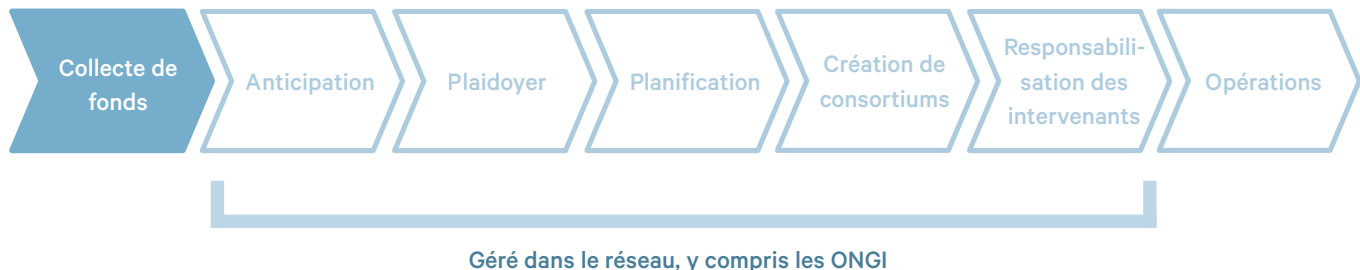 Collecte de
fonds
Anticipation
Plaidoyer
Planification
Création de
consortiums
Responsabili-
sation des
intervenants
Opérations
Géré dans le réseau, y compris les ONGI